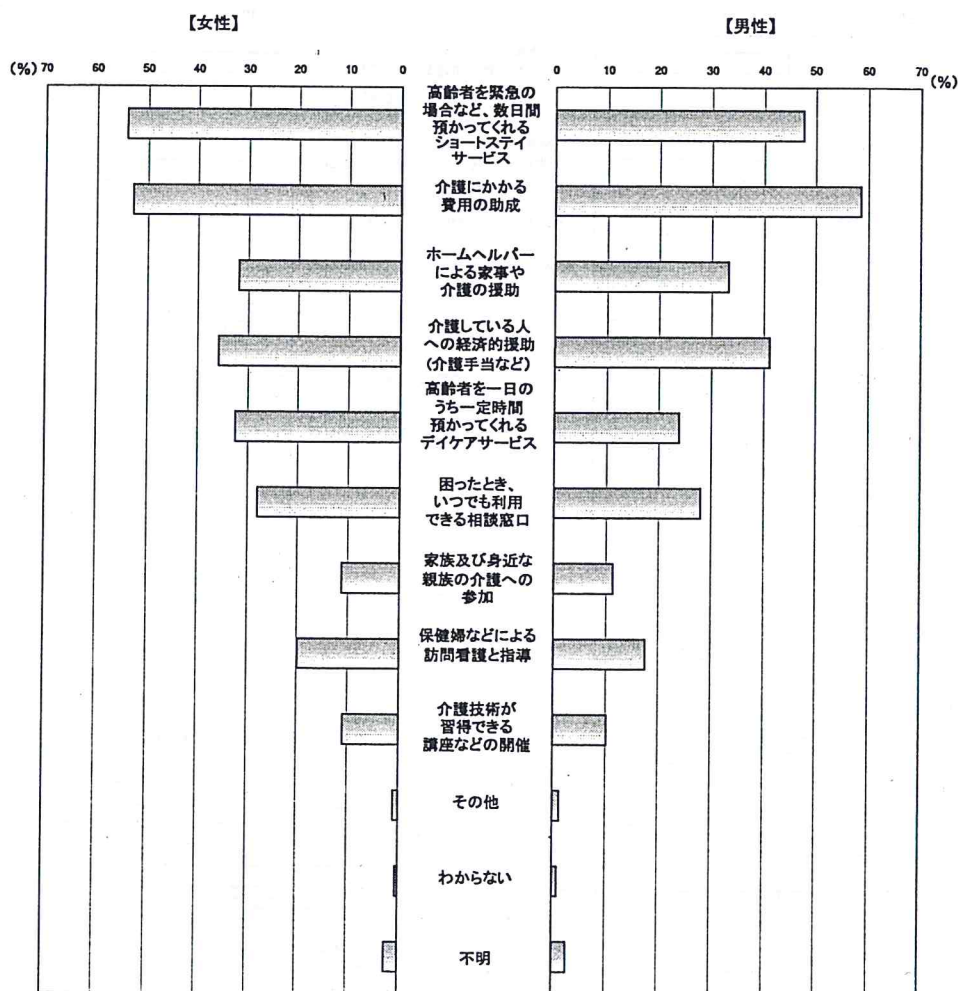 【女性】
【男性】
(%) 70 60 50 40 30 20 10 0
0 10 20 30 40 50 60 70 (%)
高齢者を緊急の
場合など、数日間
預かってくれる
ショートステイ
サービス
介護にかかる
費用の助成
ホームヘルパー
による家事や
介護の援助
介護している人
への経済的援助
(介護手当など)
高齢者を一日の
うち一定時間
預かってくれる
デイケアサービス
困ったとき、
いつでも利用
できる相談窓口
家族及び身近な
親族の介護への
参加
保健婦などによる
訪問看護と指導
介護技術が
習得できる
講座などの開催
その他
わからない
不明